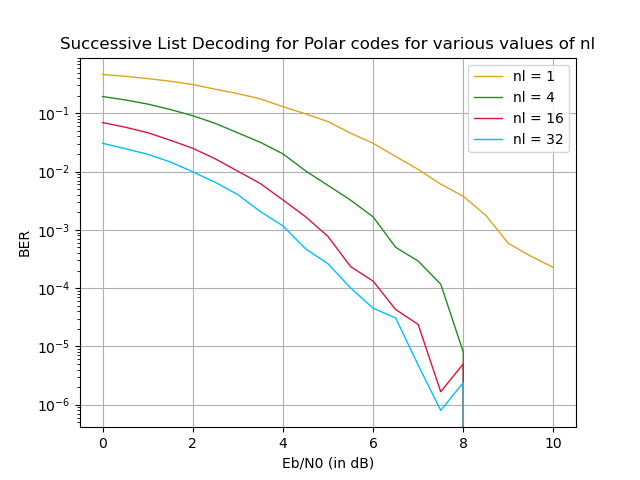 Successive List Decoding for Polar codes for various values of nl
nl = 1
nl = 4
nl = 16
nl = 32
10⁻¹
10⁻²
10⁻³
10⁻⁴
10⁻⁵
10⁻⁶
BER
0 2 4 6 8 10
Eb/N0 (in dB)